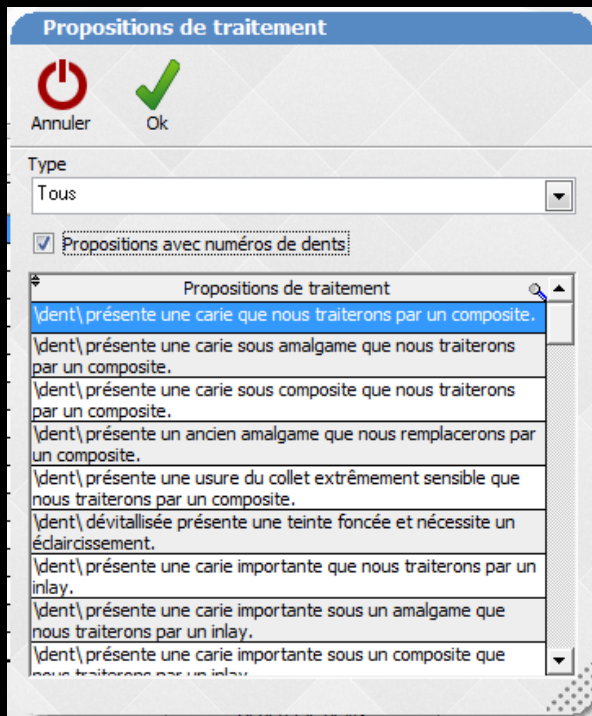 Propositions de traitement
Annuler
Ok
Type
Tous
Propositions avec numéros de dents
Propositions de traitement
\dent\ présente une carie que nous traiterons par un composite.
\dent\ présente une carie sous amalgame que nous traiterons
par un composite.
\dent\ présente une carie sous composite que nous traiterons
par un composite.
\dent\ présente un ancien amalgame que nous remplacerons par
un composite.
\dent\ présente une usure du collet extrêmement sensible que
nous traiterons par un composite.
\dent\ dévitallisée présente une teinte foncée et nécessite un
éclaircissement.
\dent\ présente une carie importante que nous traiterons par un
inlay.
\dent\ présente une carie importante sous un amalgame que
nous traiterons par un inlay.
\dent\ présente une carie importante sous un composite que
nous traiterons par un inlay